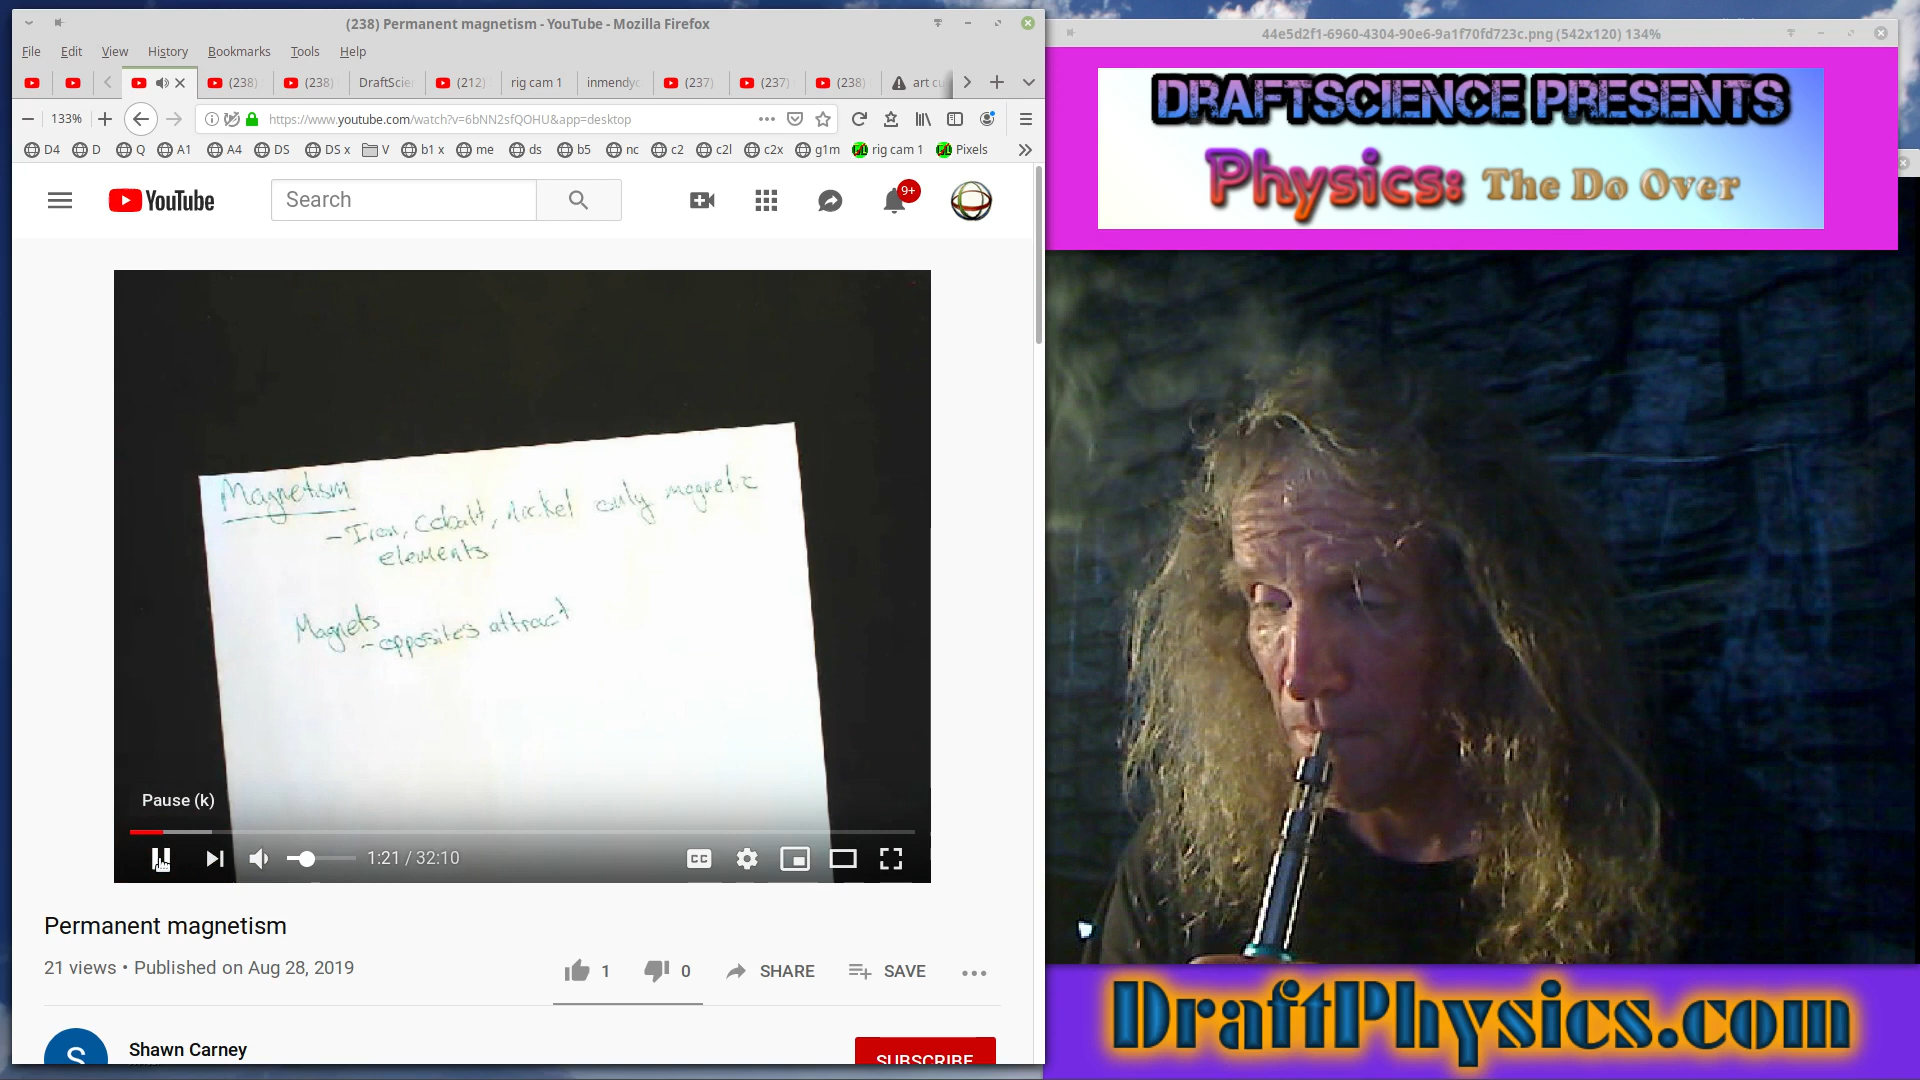 (238) Permanent magnetism - YouTube - Mozilla Firefox
File Edit View History Bookmarks Tools Help
(238) (238) DraftScie (212) rig cam 1 inmendyc (237) (237) (238) art cu
133% https://www.youtube.com/watch?v=6bNN2sfQOHU&app=desktop
D4 D Q A1 A4 DS DS x V b1 x me ds b5 nc c2 c2l c2x g1m rig cam 1 Pixels
YouTube Search 9+
Magnetism
- Iron, Cobalt, nickel only magnetic
elements
Magnets
- opposites attract
Pause (k)
1:21 / 32:10 CC
Permanent magnetism
21 views • Published on Aug 28, 2019
1 0 SHARE SAVE
S Shawn Carney SUBSCRIBE
44e5d2f1-6960-4304-90e6-9a1f70fd723c.png (542x120) 134%
DRAFTSCIENCE PRESENTS
Physics: The Do Over
DraftPhysics.com